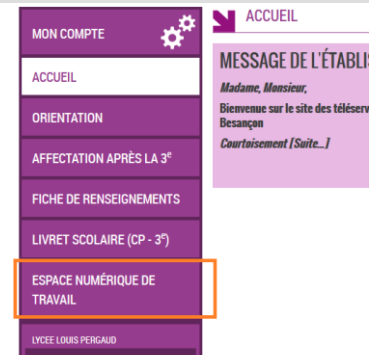 MON COMPTE
ACCUEIL
ORIENTATION
AFFECTATION APRÈS LA 3e
FICHE DE RENSEIGNEMENTS
LIVRET SCOLAIRE (CP - 3e)
ESPACE NUMÉRIQUE DE
TRAVAIL
LYCEE LOUIS PERGAUD
ACCUEIL
MESSAGE DE L'ÉTABLIS
Madame, Monsieur,
Bienvenue sur le site des téléserv
Besançon
Courtoisement [Suite...]